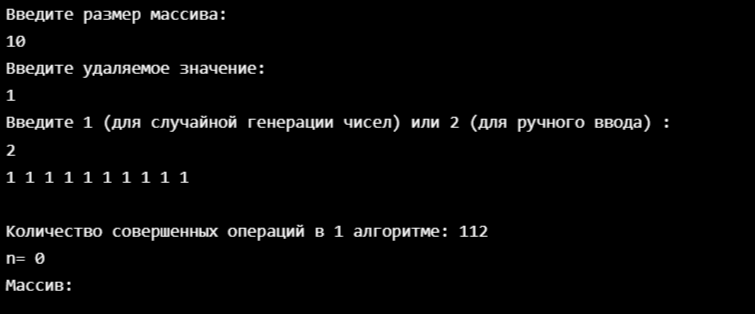 Введите размер массива:
10
Введите удаляемое значение:
1
Введите 1 (для случайной генерации чисел) или 2 (для ручного ввода) :
2
1 1 1 1 1 1 1 1 1 1
Количество совершенных операций в 1 алгоритме: 112
n= 0
Массив: